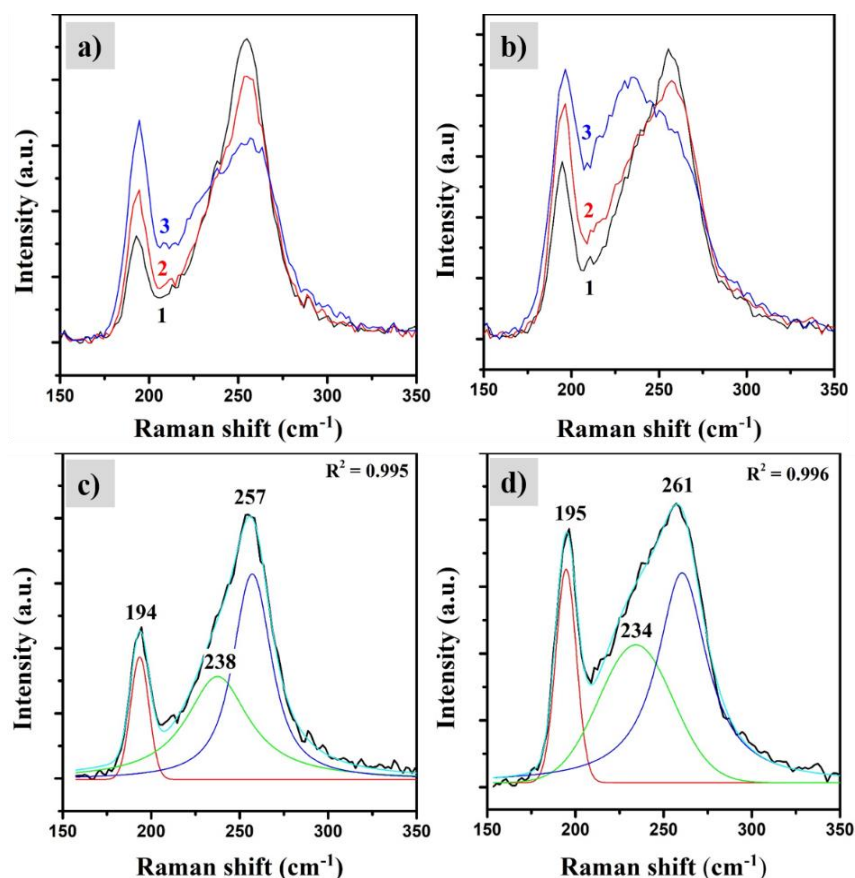 a)
Intensity (a.u.)
3
2
1
150 200 250 300 350
Raman shift (cm⁻¹)
b)
Intensity (a.u)
3
2
1
150 200 250 300 350
Raman shift (cm⁻¹)
c)
R² = 0.995
257
194
238
Intensity (a.u.)
150 200 250 300 350
Raman shift (cm⁻¹)
d)
R² = 0.996
261
195
234
Intensity (a.u.)
150 200 250 300 350
Raman shift (cm⁻¹)